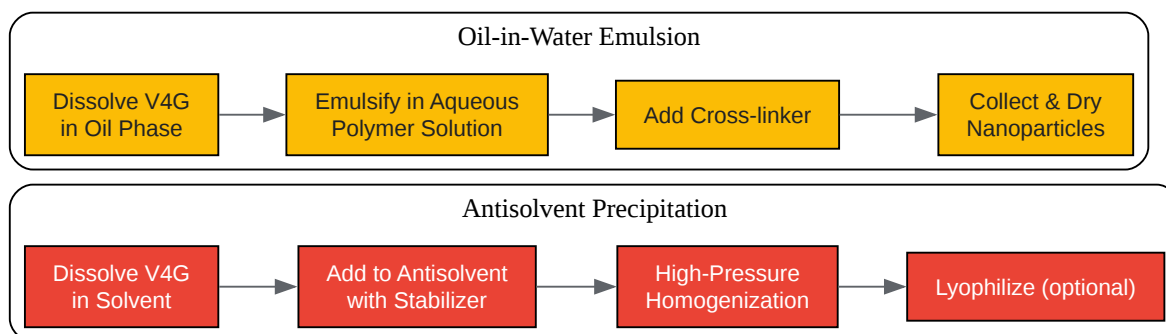 Oil-in-Water Emulsion
Dissolve V4G
in Oil Phase
Emulsify in Aqueous
Polymer Solution
Add Cross-linker
Collect & Dry
Nanoparticles
Antisolvent Precipitation
Dissolve V4G
in Solvent
Add to Antisolvent
with Stabilizer
High-Pressure
Homogenization
Lyophilize (optional)